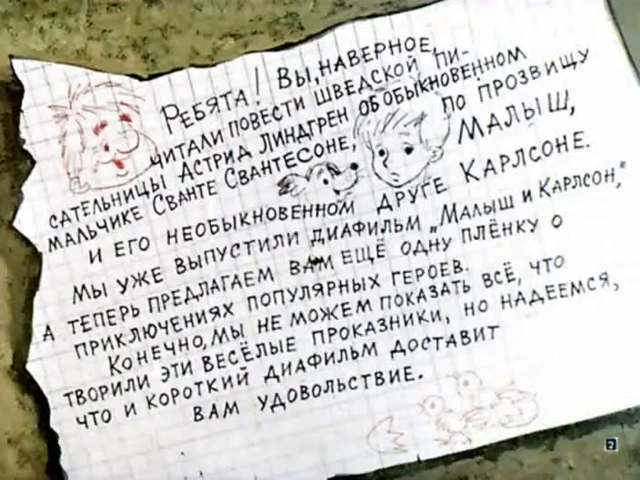 Ребята! Вы, наверное,
читали повести шведской пи-
сательницы Астрид Линдгрен об обыкновенном
мальчике Сванте Свантесоне, по прозвищу
Малыш,
и его необыкновенном друге Карлсоне.
Мы уже выпустили диафильм „Малыш и Карлсон,"
а теперь предлагаем вам ещё одну плёнку о
приключениях популярных героев.
Конечно, мы не можем показать всё, что
творили эти весёлые проказники, но надеемся,
что и короткий диафильм доставит
вам удовольствие.
2